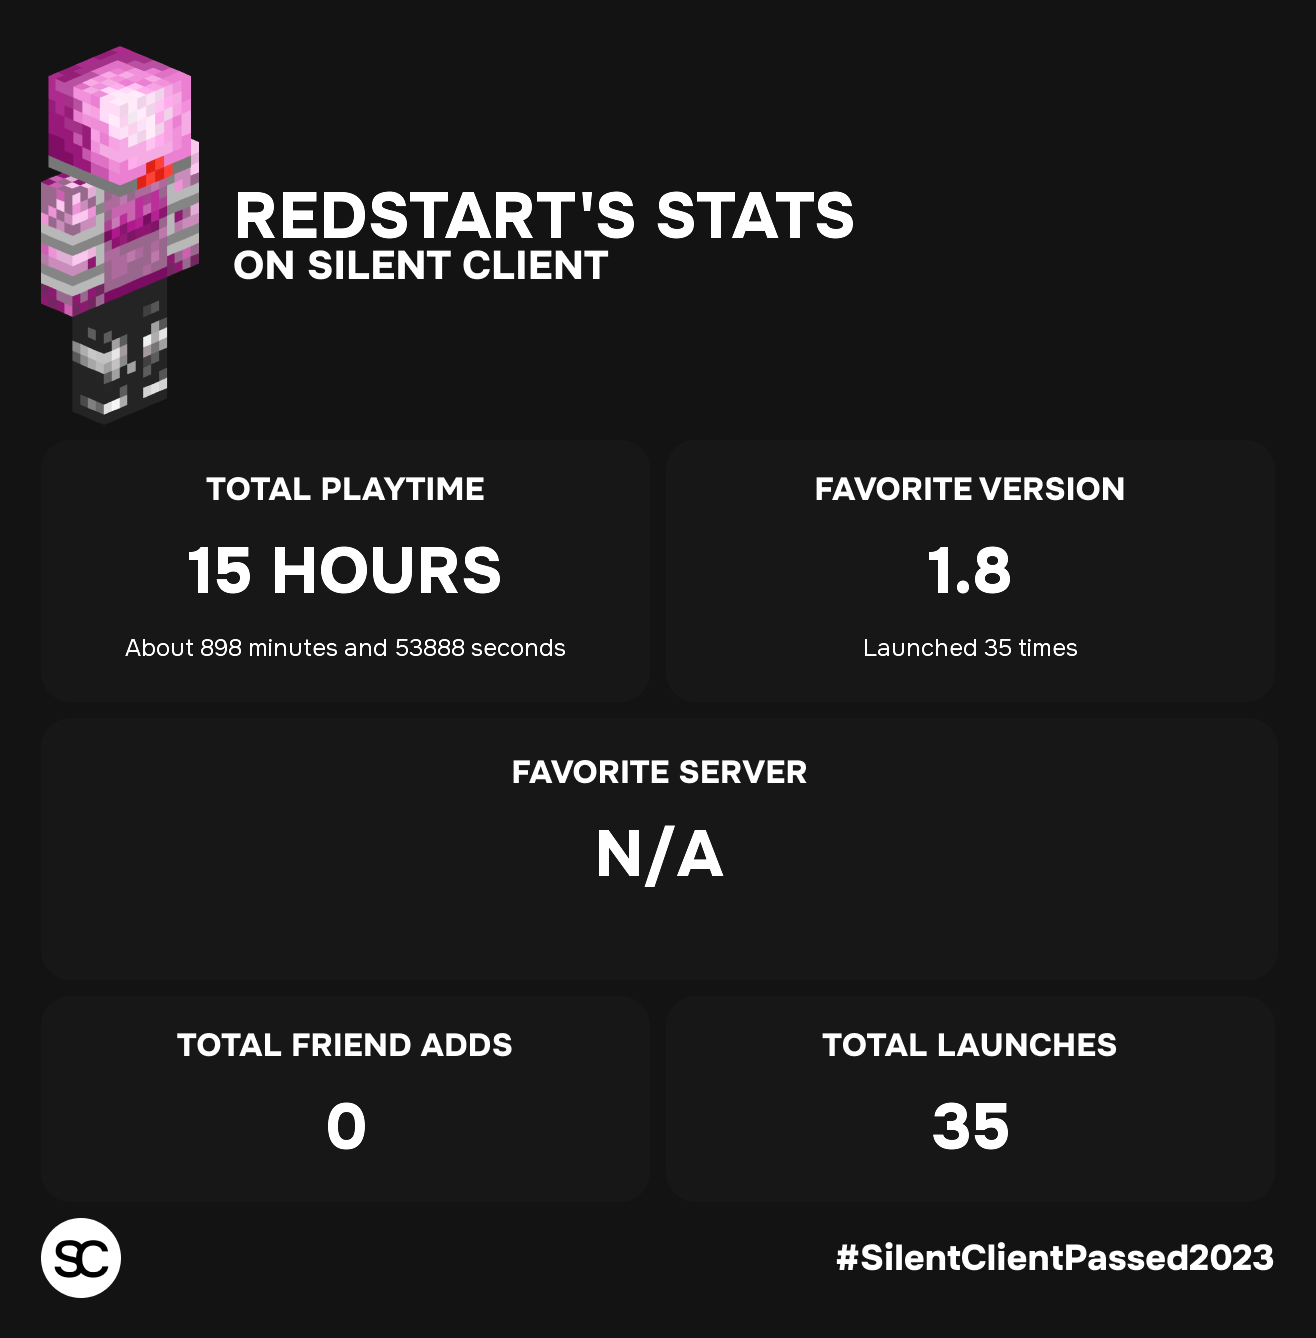 REDSTART'S STATS
ON SILENT CLIENT
TOTAL PLAYTIME
15 HOURS
About 898 minutes and 53888 seconds
FAVORITE VERSION
1.8
Launched 35 times
FAVORITE SERVER
N/A
TOTAL FRIEND ADDS
0
TOTAL LAUNCHES
35
SC
#SilentClientPassed2023